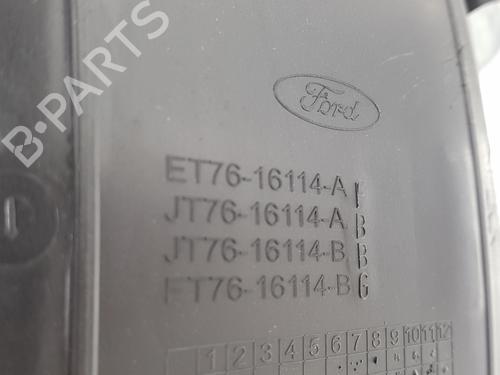 B-PARTS
Ford
ET76-16114-A F
JT76-16114-A B
JT76-16114-B B
ET76-16114-B G
1 2 3 4 5 6 7 8 9 10 11 12